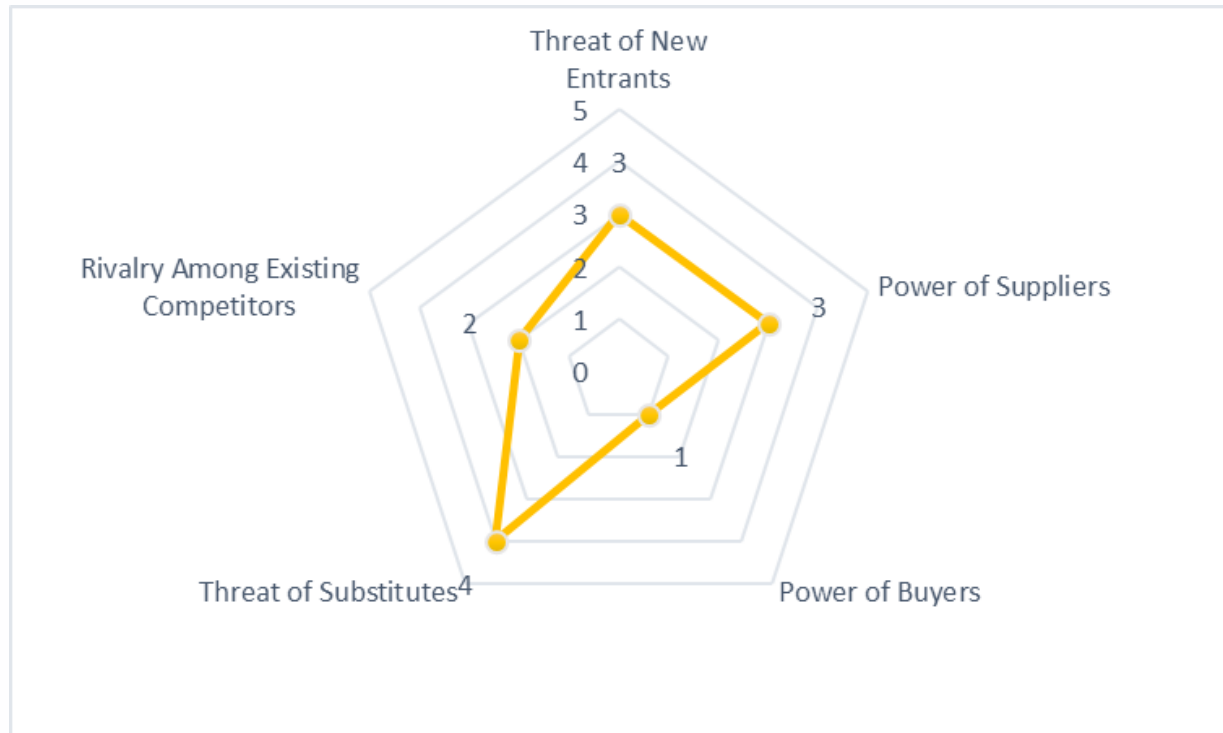 Threat of New
Entrants
5
4 3
3
2
1
0
Rivalry Among Existing
Competitors
2
Power of Suppliers
3
1
Threat of Substitutes 4
Power of Buyers